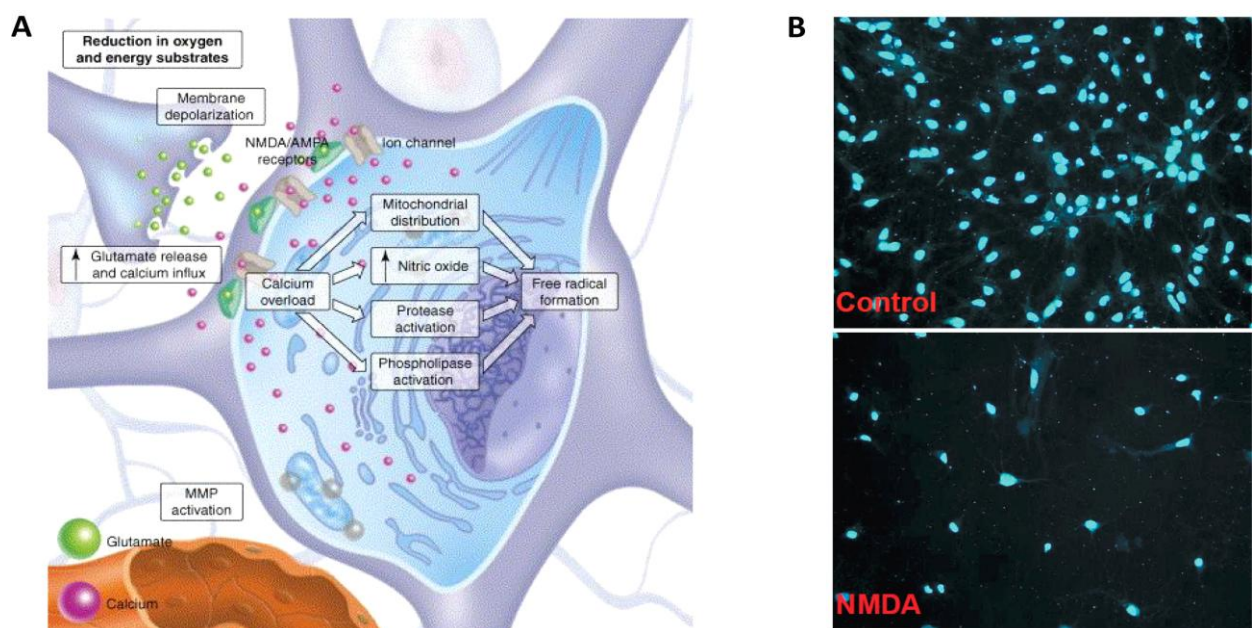 A
Reduction in oxygen
and energy substrates
Membrane
depolarization
NMDA/AMPA
receptors
Ion channel
Mitochondrial
distribution
↑ Glutamate release
and calcium influx
Calcium
overload
↑ Nitric oxide
Free radical
formation
Protease
activation
Phospholipase
activation
MMP
activation
Glutamate
Calcium
B
Control
NMDA